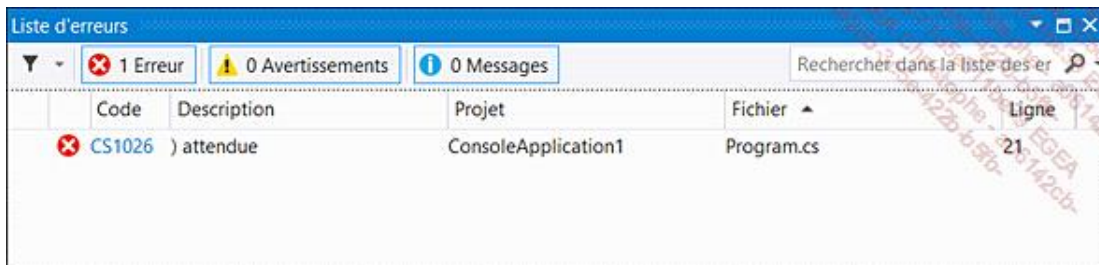 Liste d'erreurs
1 Erreur 0 Avertissements 0 Messages Rechercher dans la liste des er
Code Description Projet Fichier Ligne
CS1026 ) attendue ConsoleApplication1 Program.cs 21